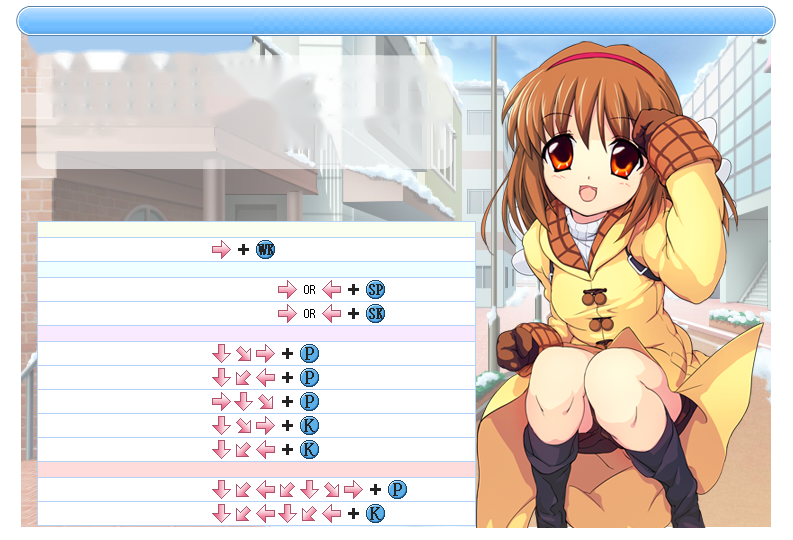 → + WK
→ OR ← + SP
→ OR ← + SK
↓ ↘ → + P
↓ ↙ ← + P
→ ↓ ↘ + P
↓ ↘ → + K
↓ ↙ ← + K
↓ ↙ ← ↙ ↓ ↘ → + P
↓ ↙ ← ↓ ↙ ← + K